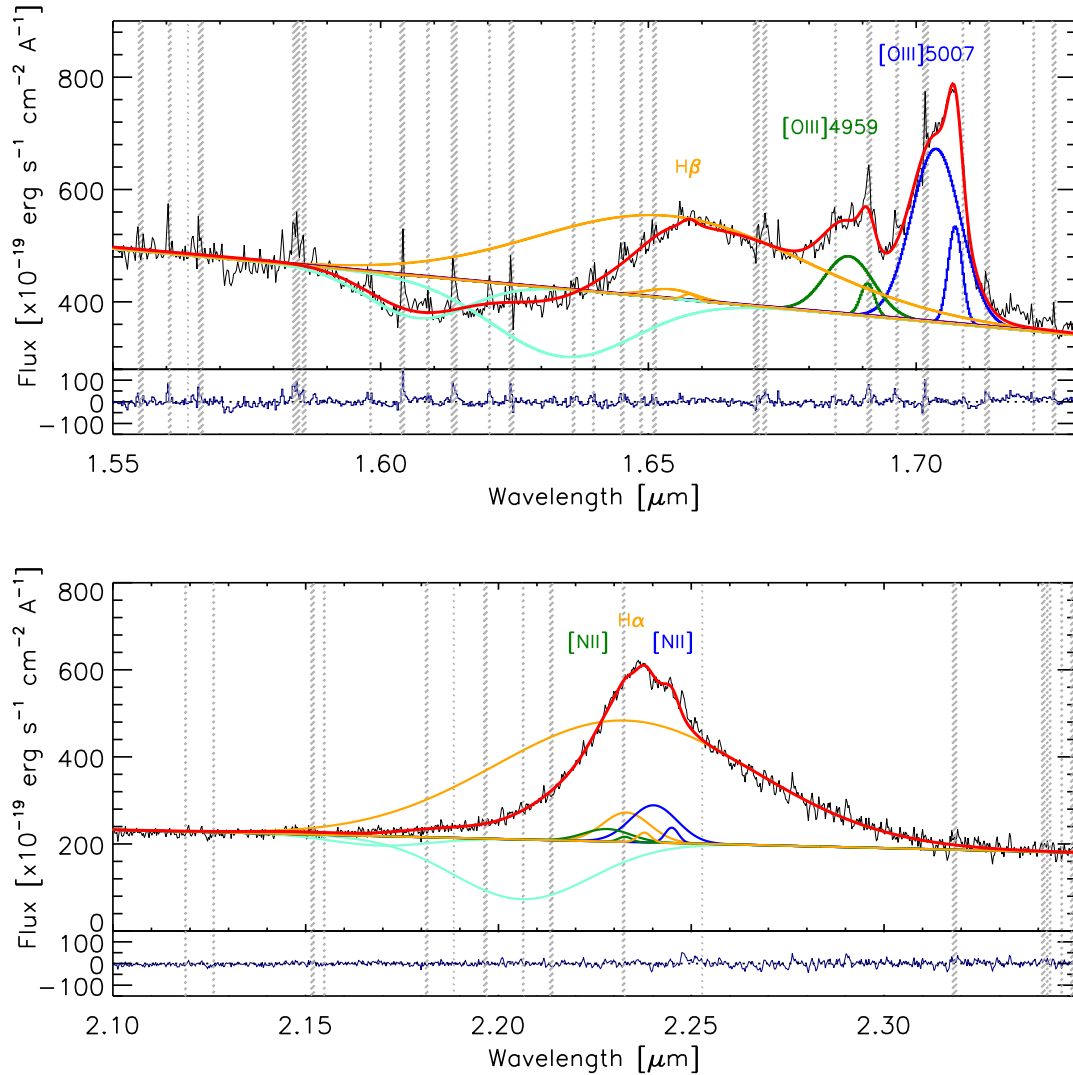 [OIII]5007
[OIII]4959
Hβ
Flux [x10⁻¹⁹ erg s⁻¹ cm⁻² A⁻¹]
800
600
400
100
0
−100
1.55 1.60 1.65 1.70
Wavelength [μm]
Hα
[NII] [NII]
Flux [x10⁻¹⁹ erg s⁻¹ cm⁻² A⁻¹]
800
600
400
200
0
100
0
−100
2.10 2.15 2.20 2.25 2.30
Wavelength [μm]